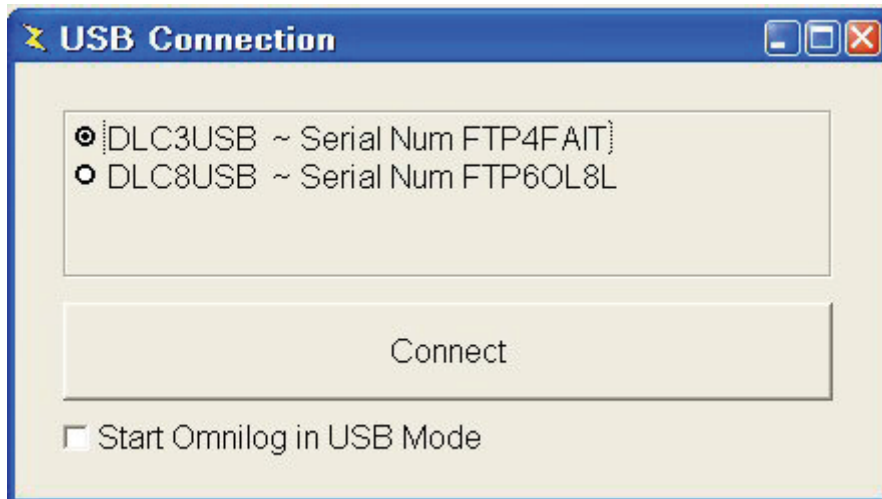 USB Connection
DLC3USB ~ Serial Num FTP4FAIT
DLC8USB ~ Serial Num FTP6OL8L
Connect
Start Omnilog in USB Mode